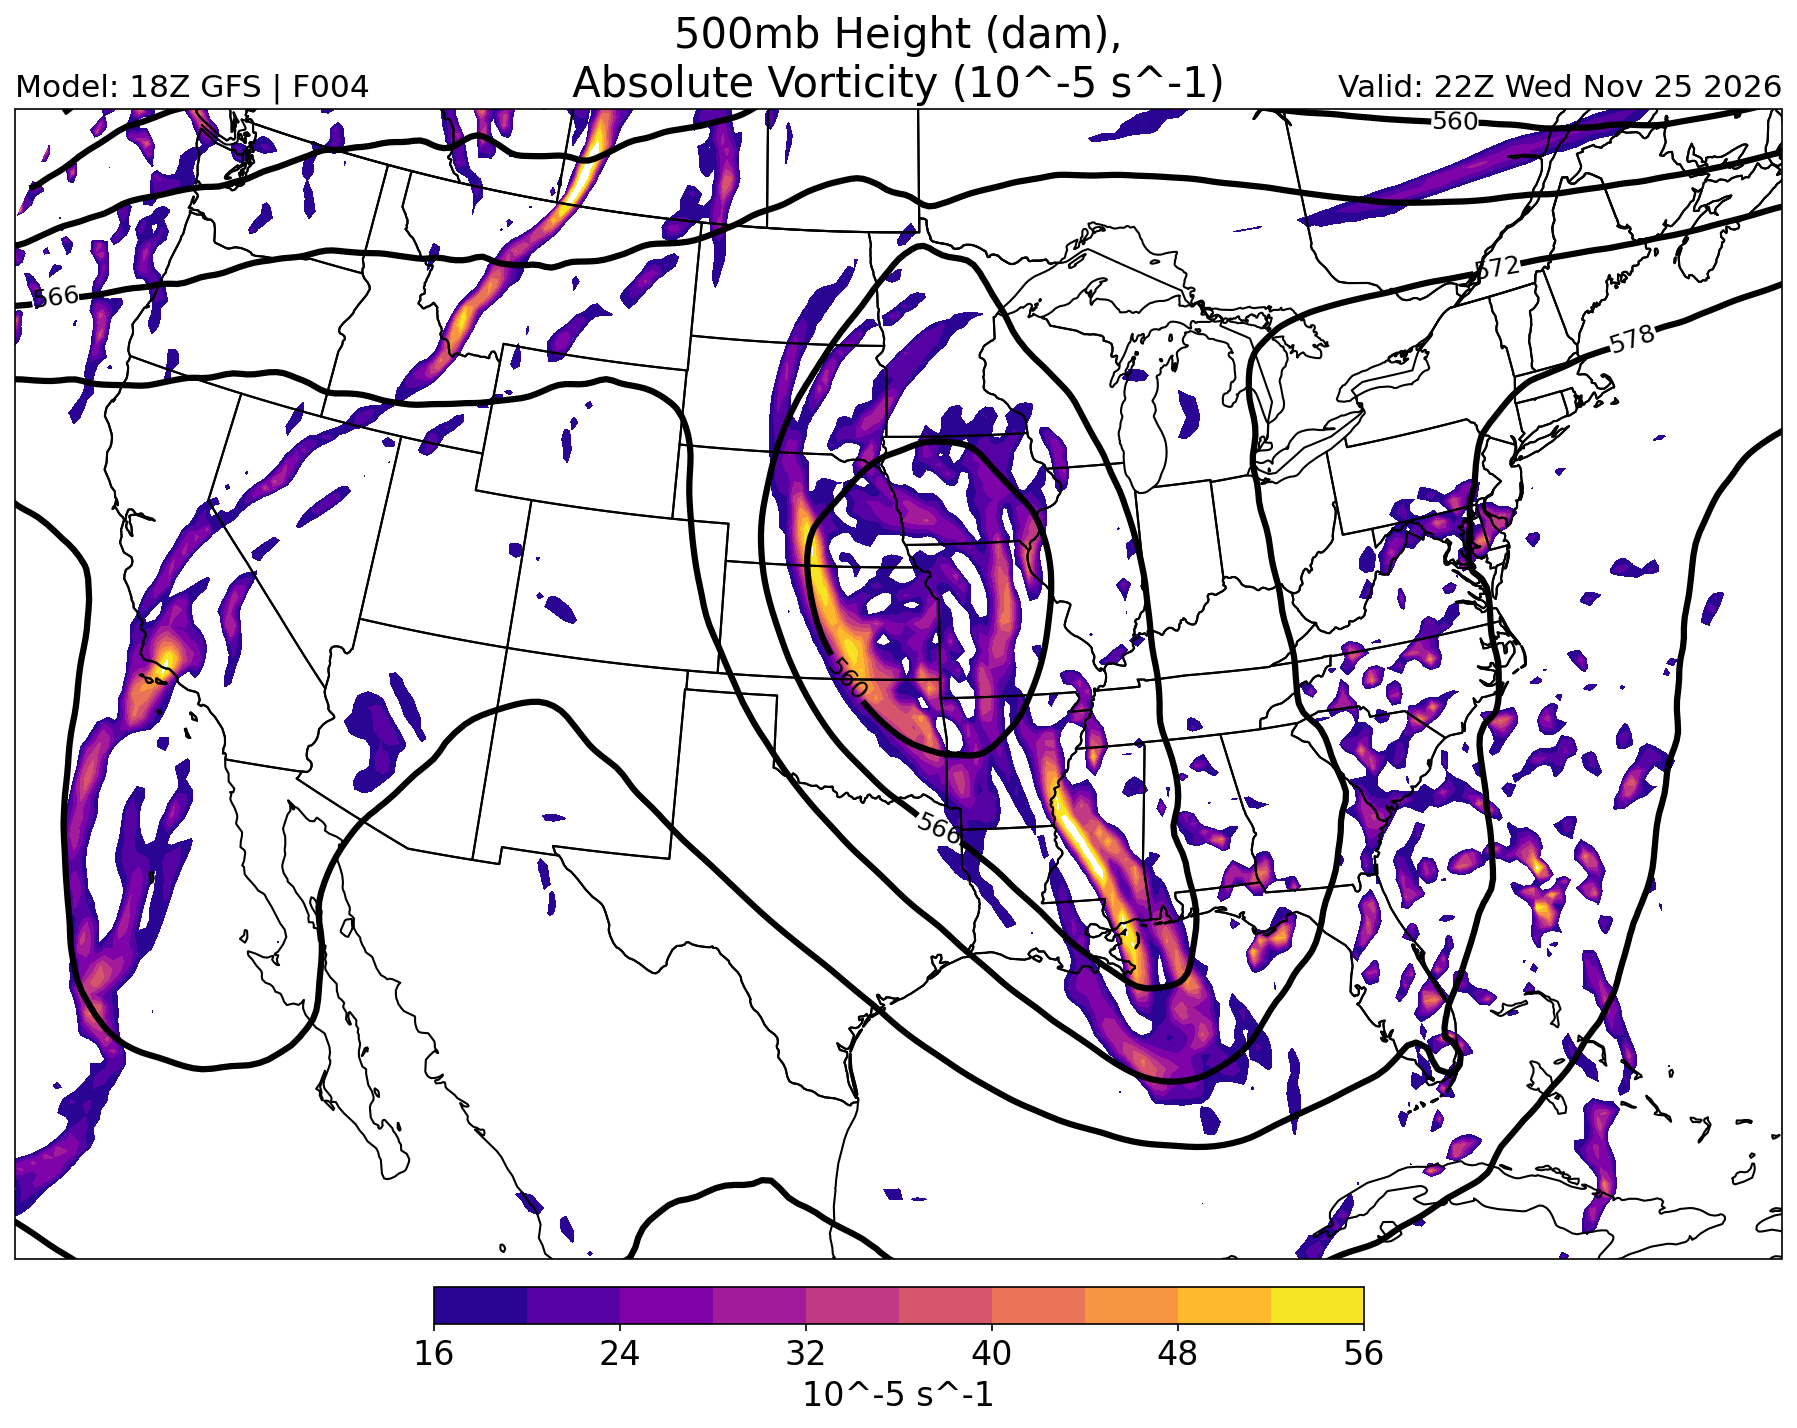 500mb Height (dam),
Absolute Vorticity (10^-5 s^-1)
Model: 18Z GFS | F004
Valid: 22Z Wed Nov 25 2026
560
572
566
578
560
566
16 24 32 40 48 56
10^-5 s^-1